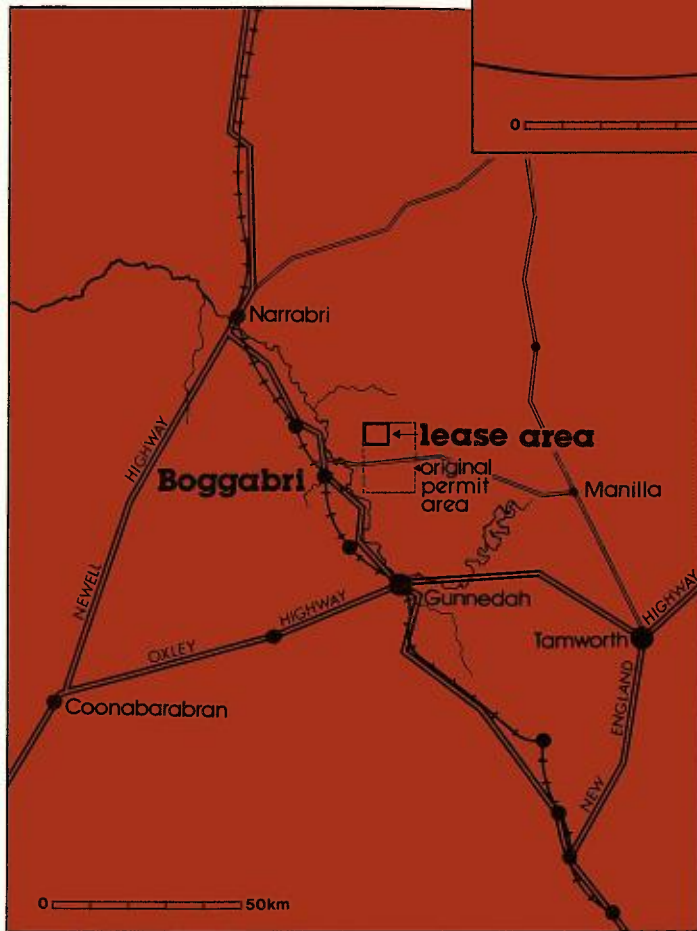 0
Narrabri
HIGHWAY
lease area
original
permit
area
Boggabri
Manilla
NEWELL
Gunnedah
HIGHWAY
OXLEY
HIGHWAY
Tamworth
Coonabarabran
ENGLAND
NEW
0 50km